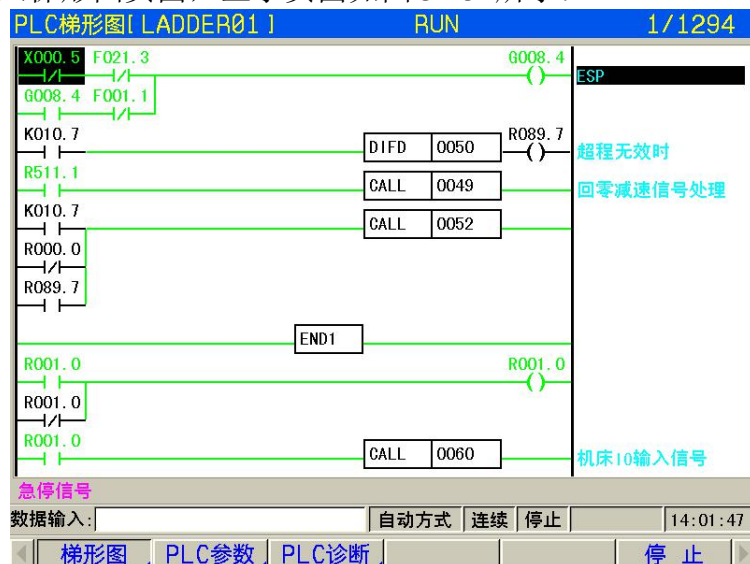 PLC梯形图[LADDER01] RUN 1/1294
X000.5 F021.3 G008.4
ESP
G008.4 F001.1
K010.7 DIFD 0050 R089.7 超程无效时
R511.1 CALL 0049 回零减速信号处理
K010.7 CALL 0052
R000.0
R089.7
END1
R001.0 R001.0
R001.0
R001.0 CALL 0060 机床IO输入信号
急停信号
数据输入: 自动方式 连续 停止 14:01:47
梯形图 PLC参数 PLC诊断 停 止